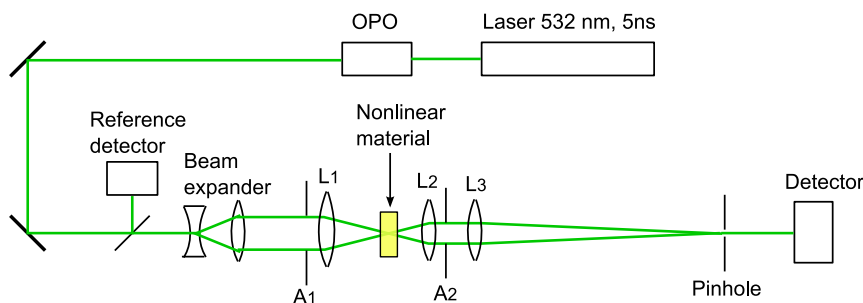 OPO
Laser 532 nm, 5ns
Reference
detector
Beam
expander
Nonlinear
material
L1
L2
L3
Detector
A1
A2
Pinhole